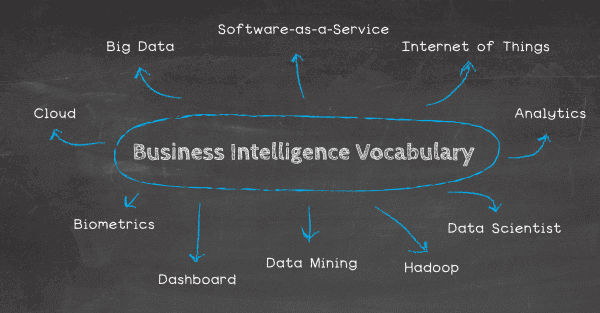 Software-as-a-Service
Big Data
Internet of Things
Cloud
Analytics
Business Intelligence Vocabulary
Biometrics
Data Scientist
Dashboard
Data Mining
Hadoop